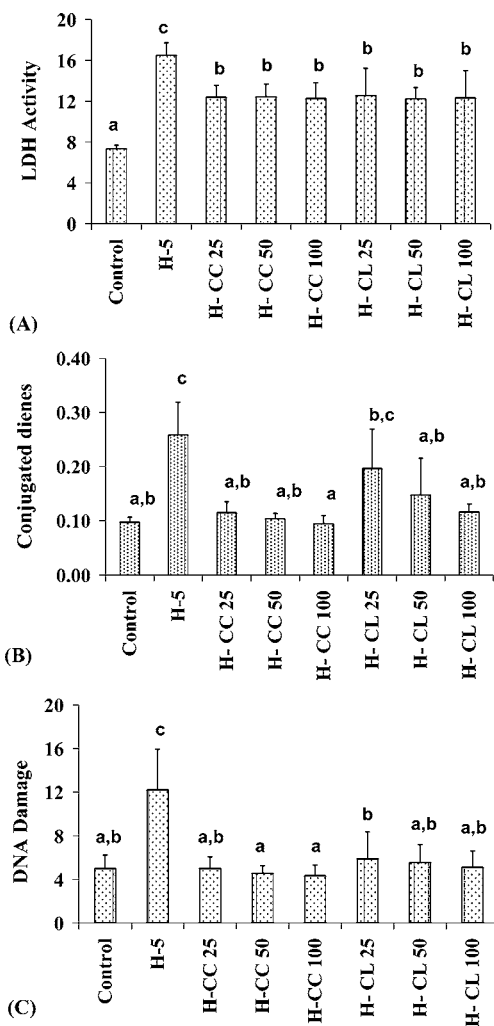 20
16
12
8
4
0
LDH Activity
a
c
b
b
b
b
b
b
Control
H-5
H- CC 25
H- CC 50
H- CC 100
H- CL 25
H- CL 50
H- CL 100
(A)
0.40
0.30
0.20
0.10
0.00
Conjugated dienes
a,b
c
a,b
a,b
a
b,c
a,b
a,b
Control
H-5
H- CC 25
H- CC 50
H- CC 100
H- CL 25
H- CL 50
H- CL 100
(B)
20
16
12
8
4
0
DNA Damage
a,b
c
a,b
a
a
b
a,b
a,b
Control
H-5
H-CC 25
H-CC 50
H-CC 100
H- CL 25
H-CL 50
H- CL 100
(C)